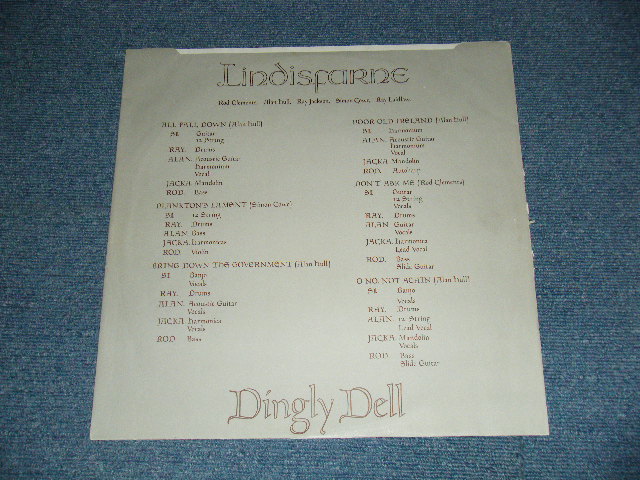 Lindisfarne
Rod Clements, Alan Hull, Ray Jackson, Simon Cowe, Ray Laidlaw
ALL FALL DOWN (Alan Hull)
SI. Guitar
12 String
RAY. Drums
ALAN. Acoustic Guitar
Harmonium
Vocal
JACKA. Mandolin
ROD. Bass
PLANKTON'S LAMENT (Simon Cowe)
SI 12 String
RAY. Drums
ALAN Bass
JACKA. Harmonicas
ROD. Violin
BRING DOWN THE GOVERNMENT (Alan Hull)
SI. Banjo
Vocals
RAY. Drums
ALAN. Acoustic Guitar
Vocals
JACKA. Harmonica
Vocals
ROD Bass
POOR OLD IRELAND (Alan Hull)
SI. Harmonium
ALAN. Acoustic Guitar
Harmonium
Vocal
JACKA. Mandolin
ROD.
DON'T ASK ME (Rod Clements)
SI. Guitar
12 String
Vocals
RAY. Drums
ALAN Guitar
Vocals
JACKA. Harmonica
Lead Vocal
ROD. Bass
Slide Guitar
O NO, NOT AGAIN (Alan Hull)
SI. Banjo
Vocals
RAY. Drums
ALAN. 12 String
Lead Vocal
JACKA. Mandolin
Vocals
ROD. Bass
Slide Guitar
Dingly Dell